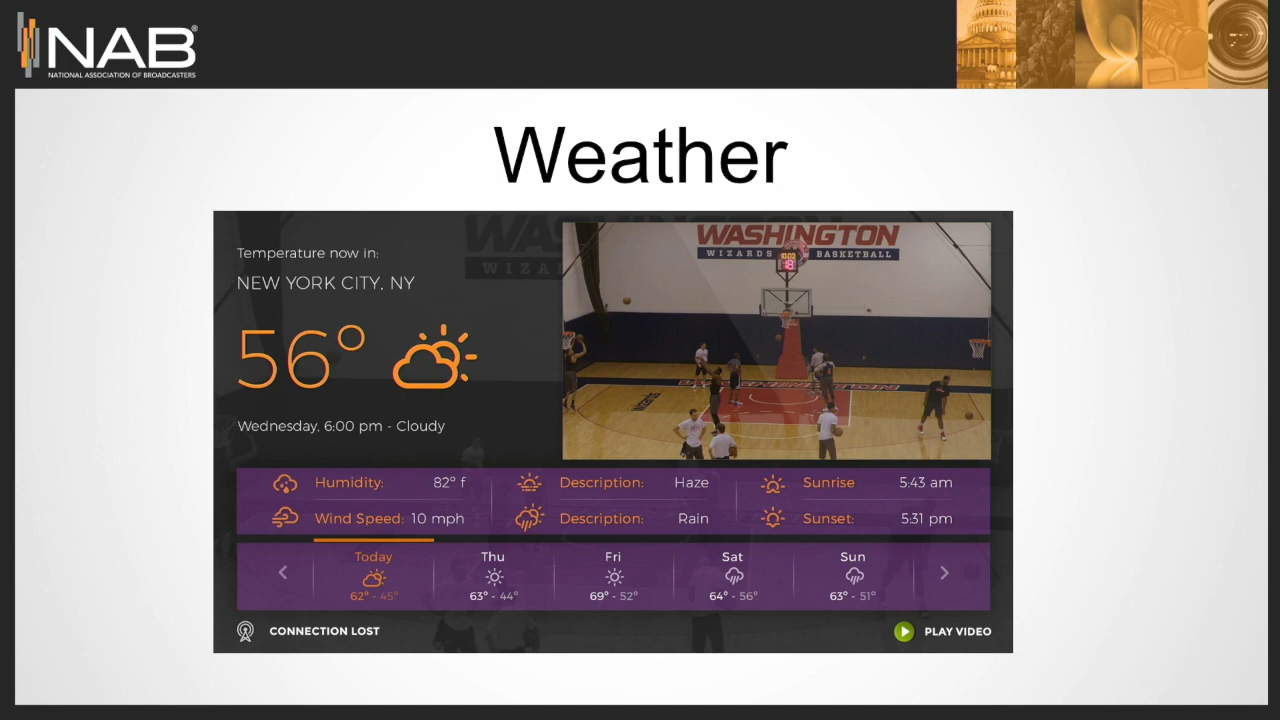 NAB®
NATIONAL ASSOCIATION OF BROADCASTERS
Weather
Temperature now in:
NEW YORK CITY, NY
56°
Wednesday, 6:00 pm - Cloudy
WASHINGTON
WIZARDS BASKETBALL
18
Humidity: 82° f
Description: Haze
Sunrise 5:43 am
Wind Speed: 10 mph
Description: Rain
Sunset: 5:31 pm
Today Thu Fri Sat Sun
62° - 45° 63° - 44° 69° - 52° 64° - 56° 63° - 51°
CONNECTION LOST
PLAY VIDEO